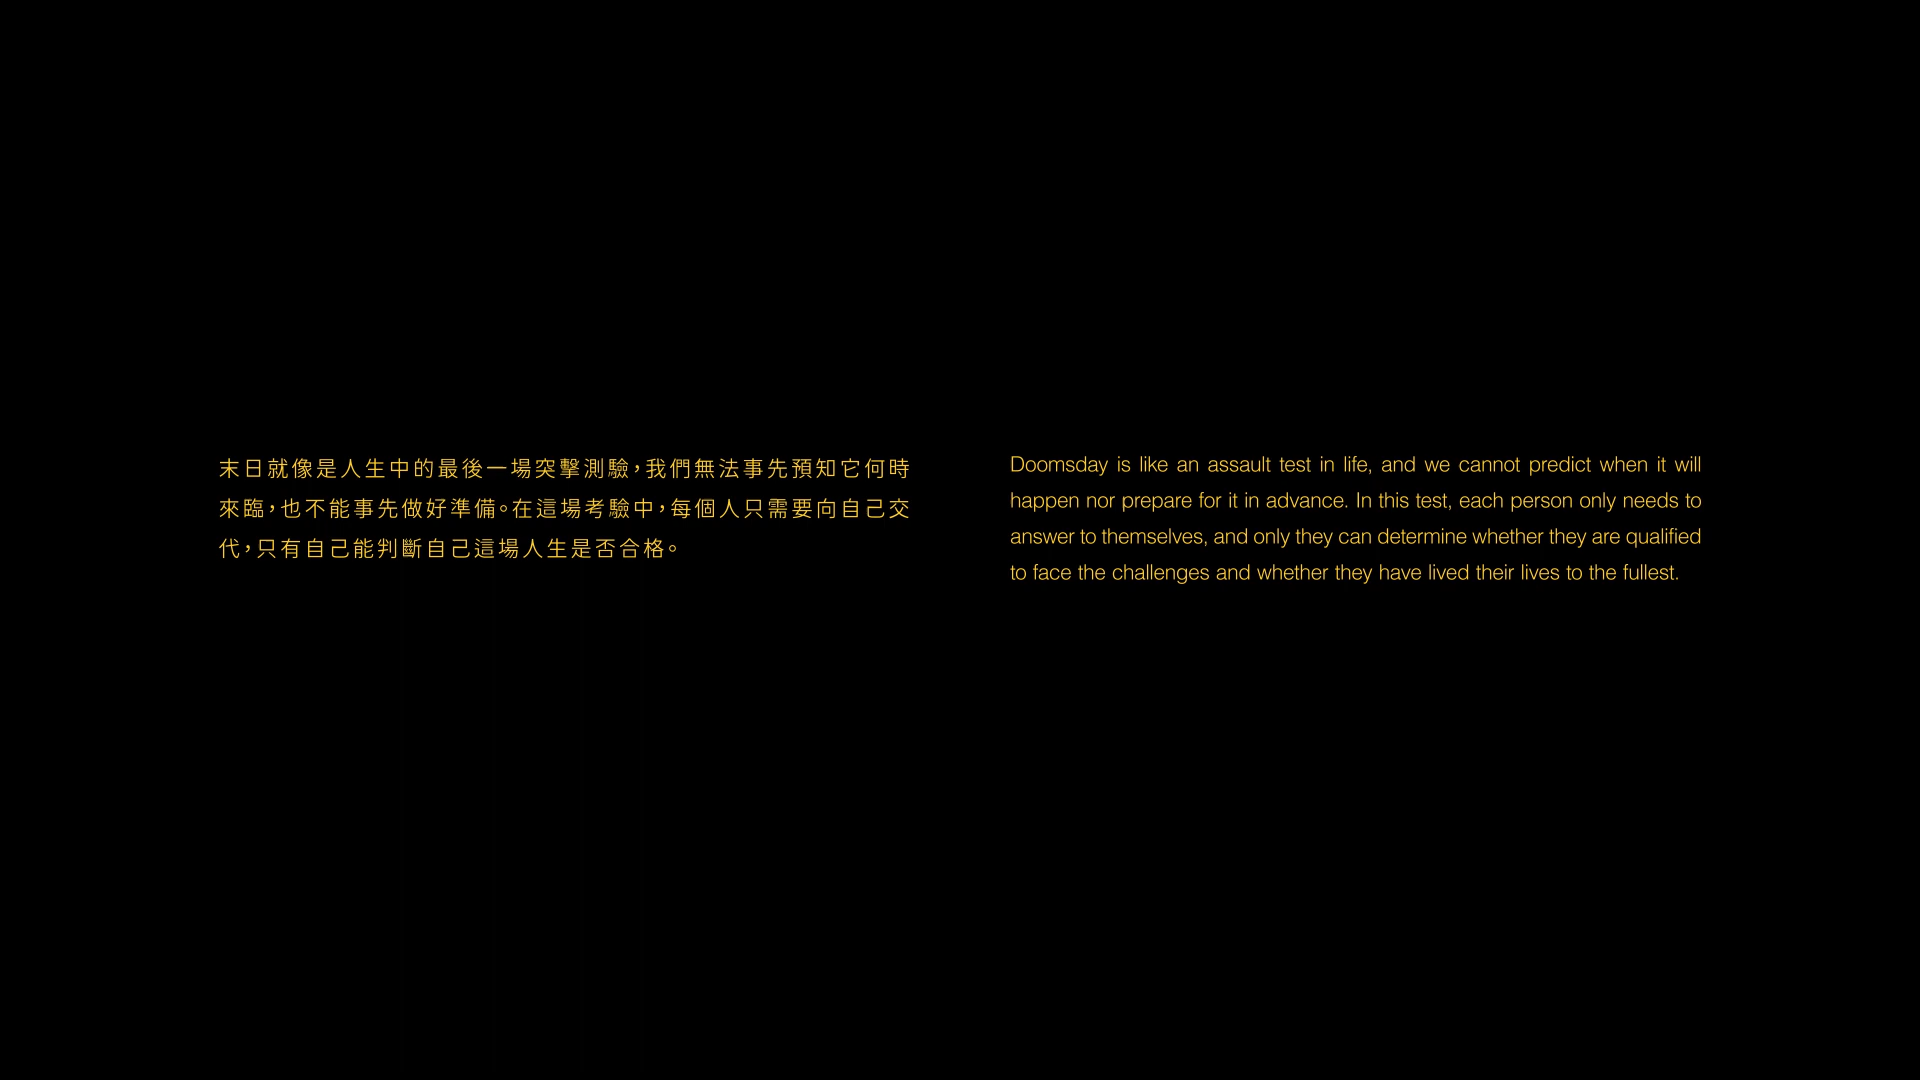 末日就像是人生中的最後一場突擊測驗，我們無法事先預知它何時
來臨，也不能事先做好準備。在這場考驗中，每個人只需要向自己交
代，只有自己能判斷自己這場人生是否合格。
Doomsday is like an assault test in life, and we cannot predict when it will
happen nor prepare for it in advance. In this test, each person only needs to
answer to themselves, and only they can determine whether they are qualified
to face the challenges and whether they have lived their lives to the fullest.